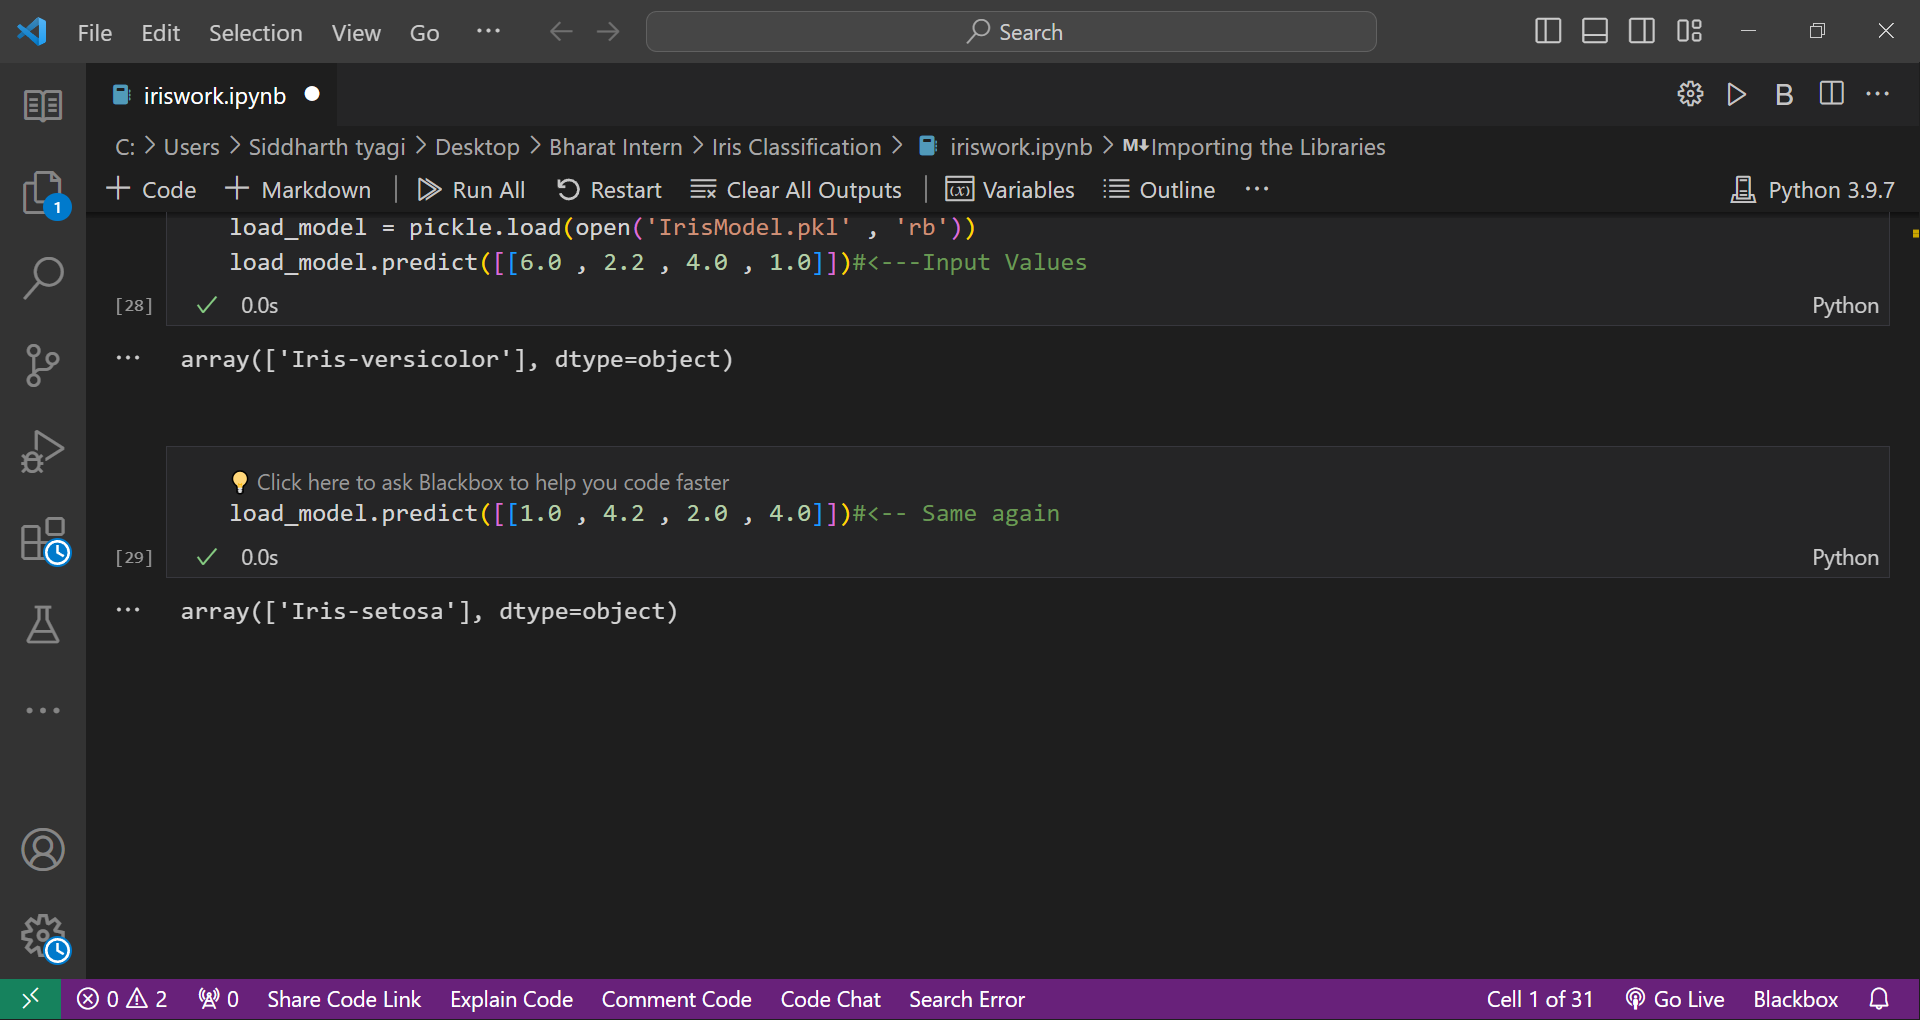 File Edit Selection View Go ··· Search
iriswork.ipynb B ···
C: > Users > Siddharth tyagi > Desktop > Bharat Intern > Iris Classification > iriswork.ipynb > M↓Importing the Libraries
+ Code + Markdown | Run All Restart Clear All Outputs | (x) Variables Outline ··· Python 3.9.7
load_model = pickle.load(open('IrisModel.pkl' , 'rb'))
1
load_model.predict([[6.0 , 2.2 , 4.0 , 1.0]])#<---Input Values
[28] ✓ 0.0s Python
··· array(['Iris-versicolor'], dtype=object)
Click here to ask Blackbox to help you code faster
load_model.predict([[1.0 , 4.2 , 2.0 , 4.0]])#<-- Same again
[29] ✓ 0.0s Python
··· array(['Iris-setosa'], dtype=object)
0 2 0 Share Code Link Explain Code Comment Code Code Chat Search Error Cell 1 of 31 Go Live Blackbox